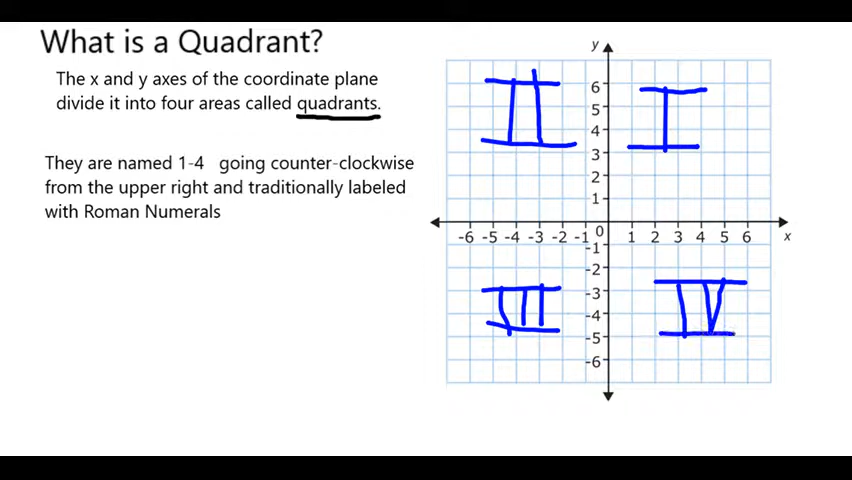 What is a Quadrant?
The x and y axes of the coordinate plane
divide it into four areas called quadrants.
They are named 1-4 going counter-clockwise
from the upper right and traditionally labeled
with Roman Numerals
y
6
5
4
3
2
1
-6 -5 -4 -3 -2 -1 0 1 2 3 4 5 6 x
-1
-2
-3
-4
-5
-6
II I
III IV